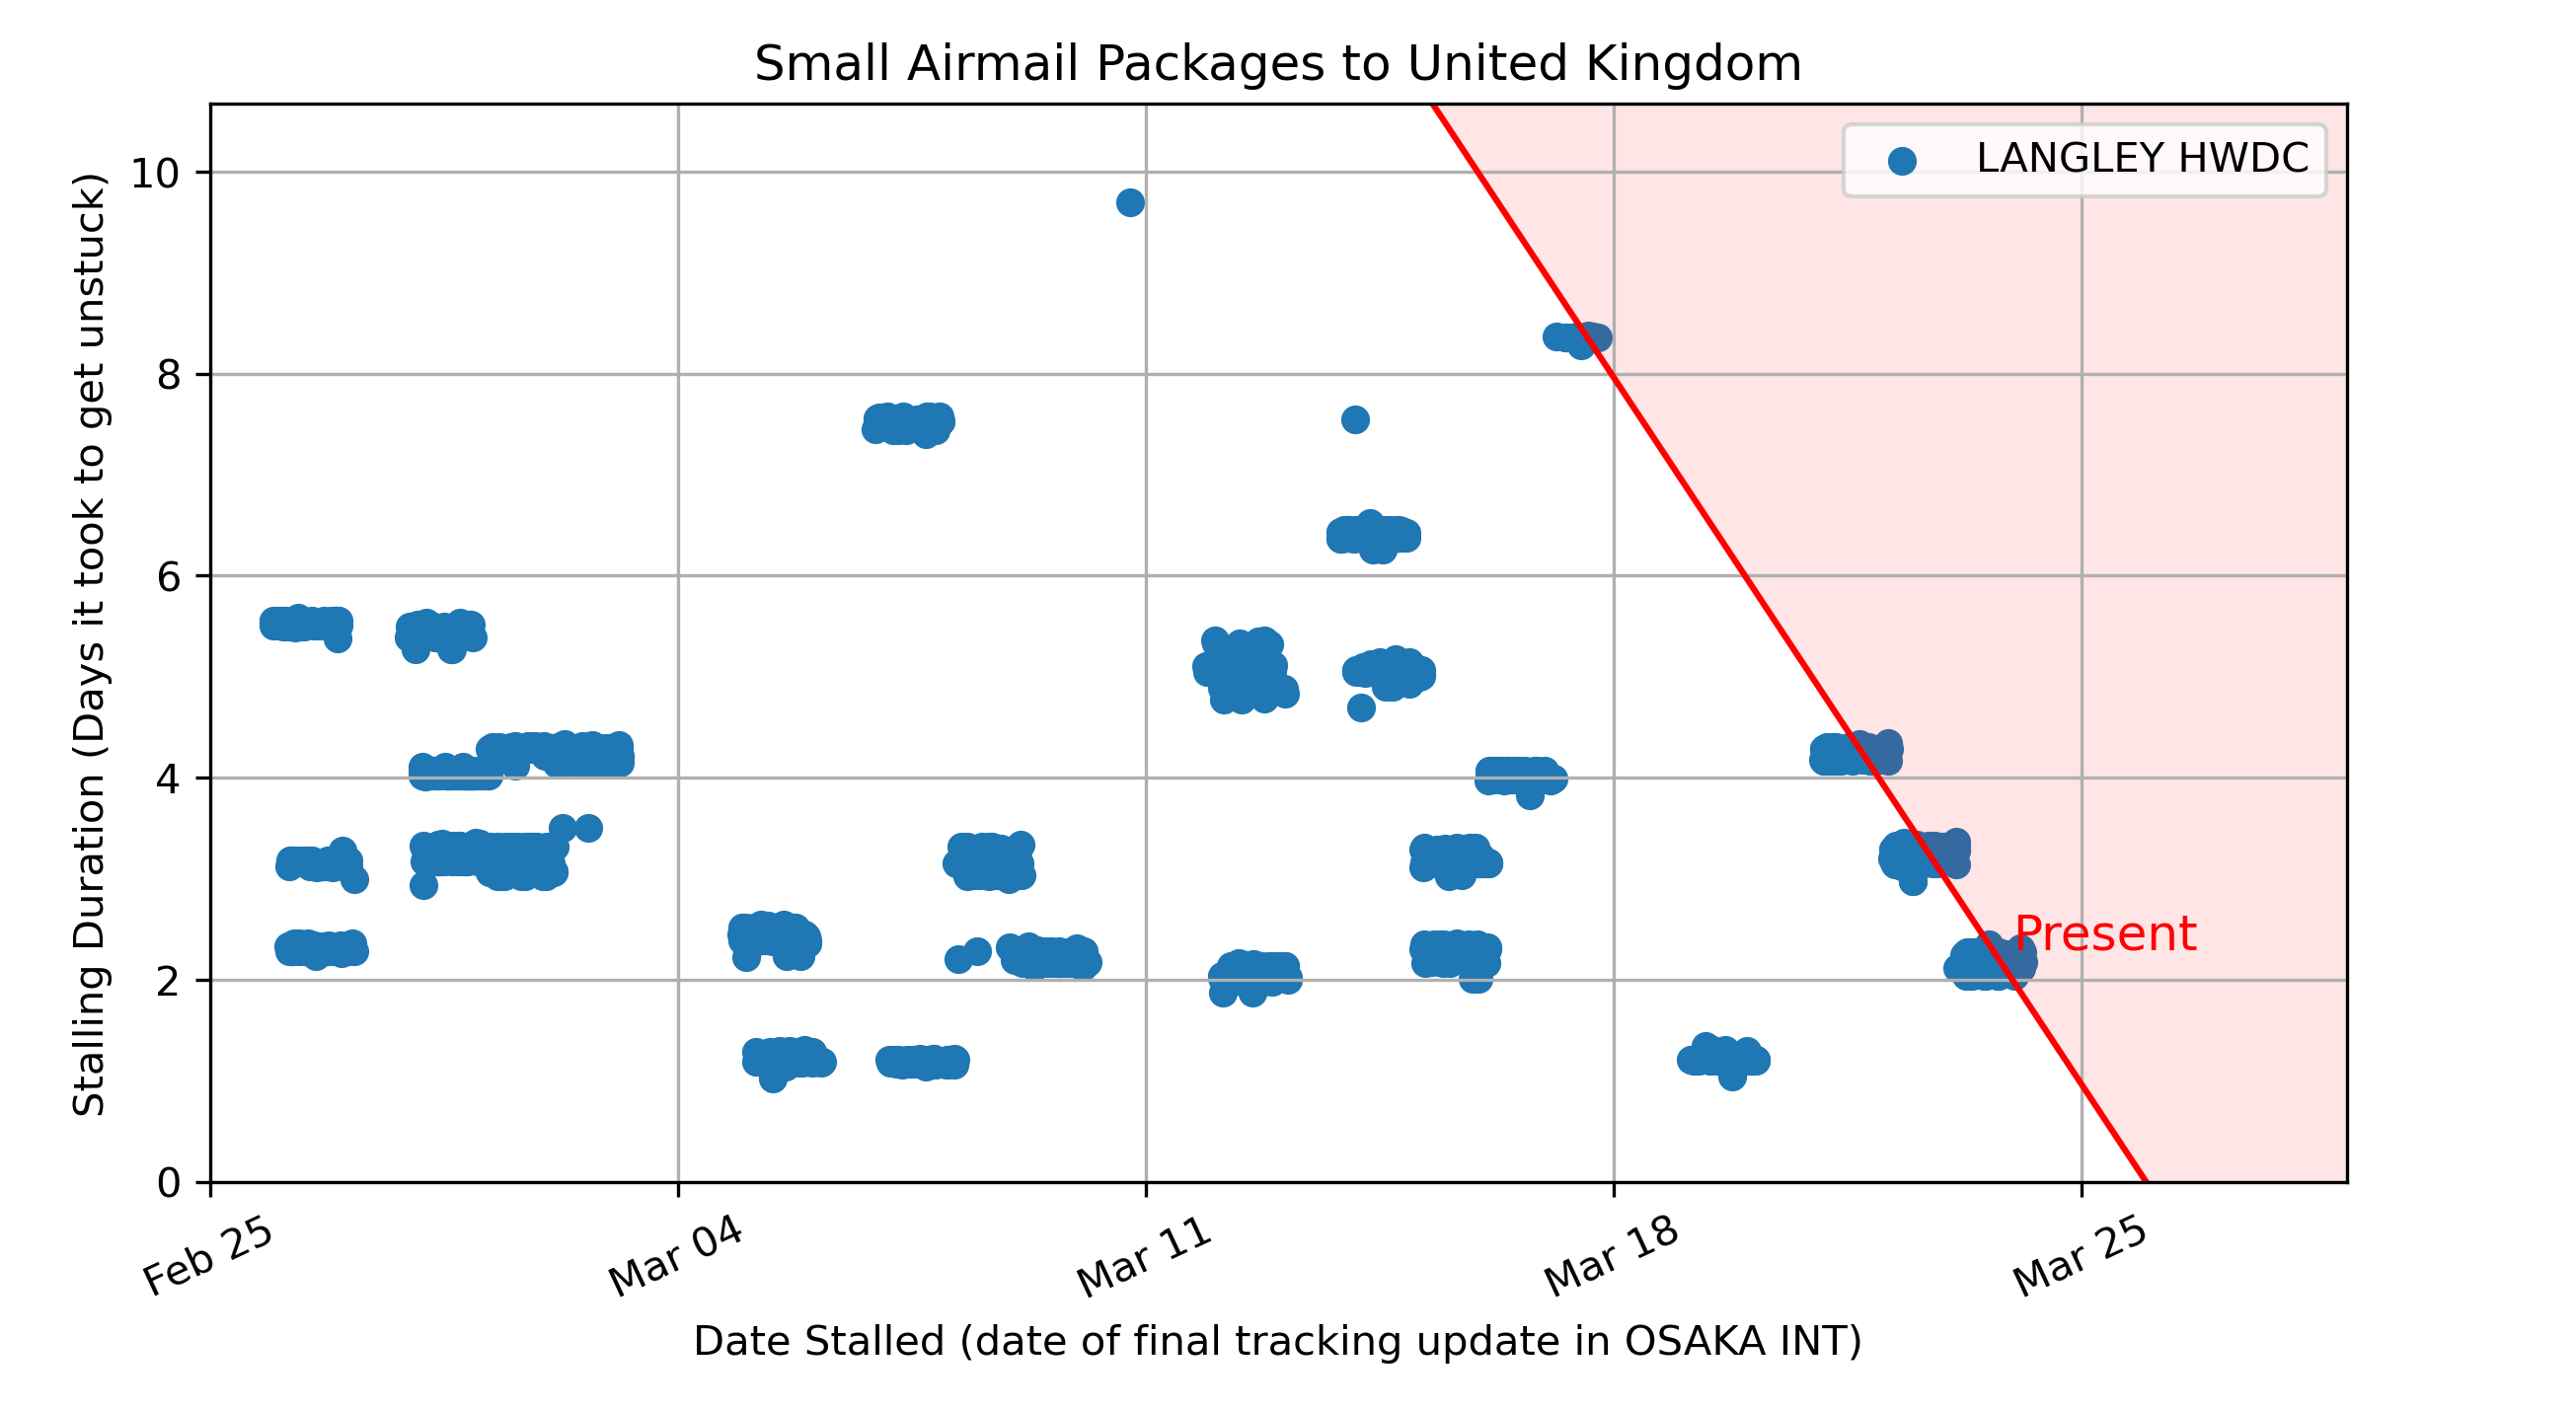 Small Airmail Packages to United Kingdom
LANGLEY HWDC
Stalling Duration (Days it took to get unstuck)
10
8
6
4
2
0
Present
Feb 25
Mar 04
Mar 11
Mar 18
Mar 25
Date Stalled (date of final tracking update in OSAKA INT)